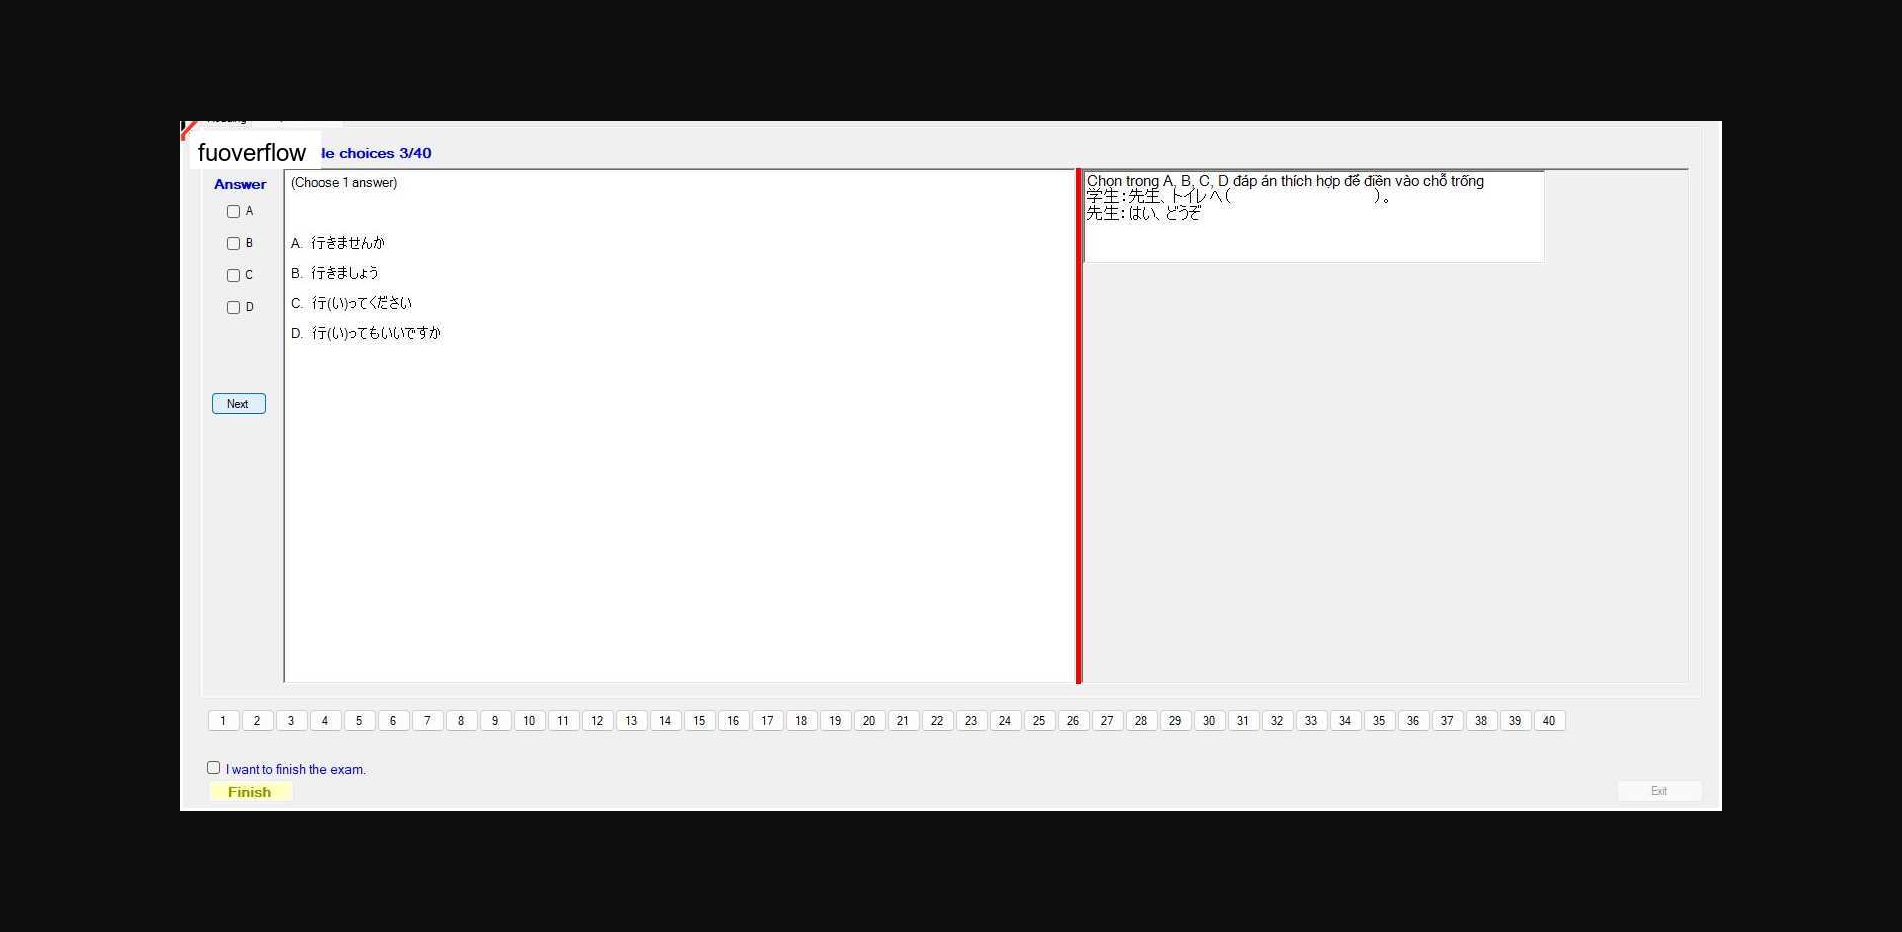 fuoverflow
le choices 3/40
Answer
(Choose 1 answer)
A
B
C
D
A. 行きませんか
B. 行きましょう
C. 行(い)ってください
D. 行(い)ってもいいですか
Next
Chọn trong A, B, C, D đáp án thích hợp để điền vào chỗ trống
学生：先生、トイレへ( )。
先生：はい、どうぞ
1 2 3 4 5 6 7 8 9 10 11 12 13 14 15 16 17 18 19 20 21 22 23 24 25 26 27 28 29 30 31 32 33 34 35 36 37 38 39 40
I want to finish the exam.
Finish
Exit